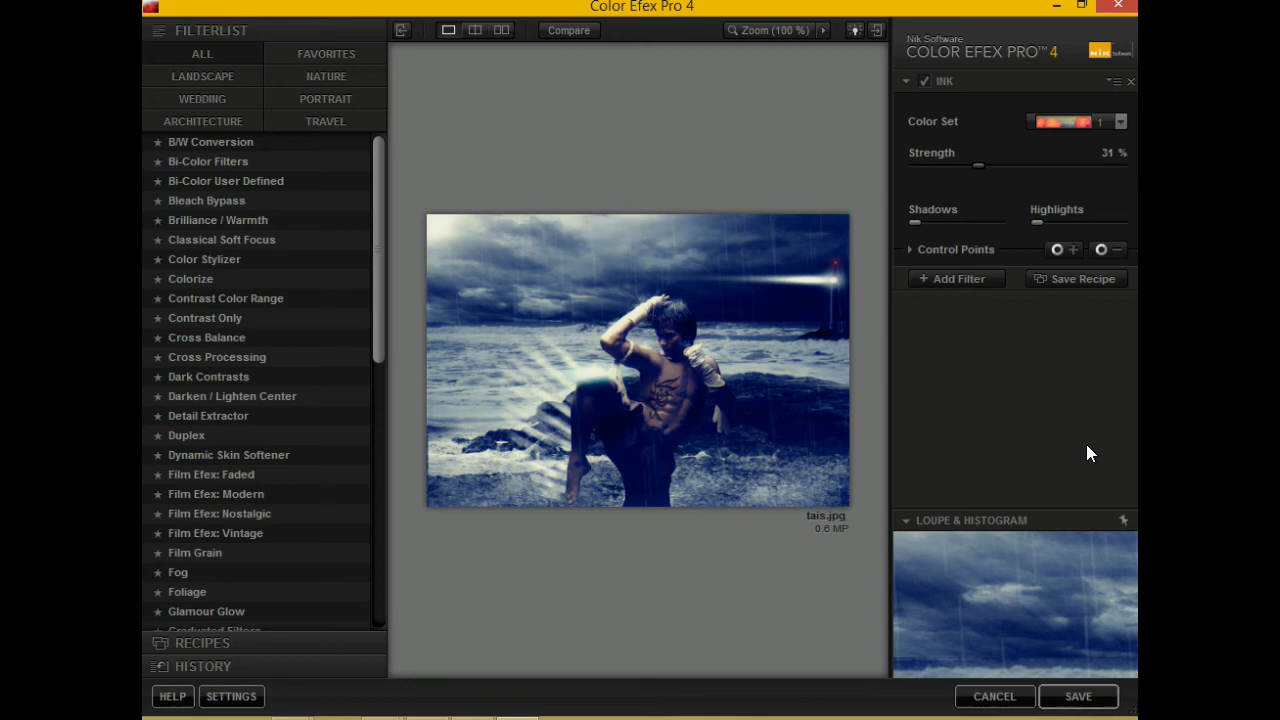 Color Efex Pro 4
FILTERLIST
ALL
FAVORITES
LANDSCAPE
NATURE
WEDDING
PORTRAIT
ARCHITECTURE
TRAVEL
B/W Conversion
Bi-Color Filters
Bi-Color User Defined
Bleach Bypass
Brilliance / Warmth
Classical Soft Focus
Color Stylizer
Colorize
Contrast Color Range
Contrast Only
Cross Balance
Cross Processing
Dark Contrasts
Darken / Lighten Center
Detail Extractor
Duplex
Dynamic Skin Softener
Film Efex: Faded
Film Efex: Modern
Film Efex: Nostalgic
Film Efex: Vintage
Film Grain
Fog
Foliage
Glamour Glow
Graduated Filters
RECIPES
HISTORY
HELP
SETTINGS
Compare
Zoom (100 %)
tais.jpg
0.6 MP
Nik Software
COLOR EFEX PRO™ 4
Nik Software
INK
Color Set
1
Strength
31 %
Shadows
Highlights
Control Points
+ Add Filter
Save Recipe
LOUPE & HISTOGRAM
CANCEL
SAVE